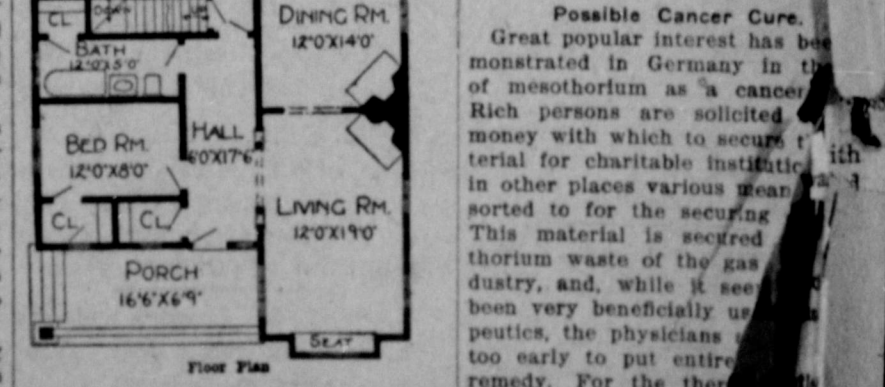 CL
DOWN
UP
DINING RM.
12'0"X14'0"
BATH
12'0"X5'0"
BED RM.
12'0"X8'0"
HALL
6'0"X17'6"
LIVING RM.
12'0"X19'0"
CL
CL
PORCH
16'6"X6'9"
SEAT
Floor Plan
Possible Cancer Cure.
Great popular interest has
monstrated in Germany in
of mesothorium as a cancer
Rich persons are solicited
money with which to secure
terial for charitable
in other places various
sorted to for the securing
This material is secured
thorium waste of the gas
dustry, and, while it
been very beneficially
peutics, the physicians
too early to put entire
remedy. For the
ith